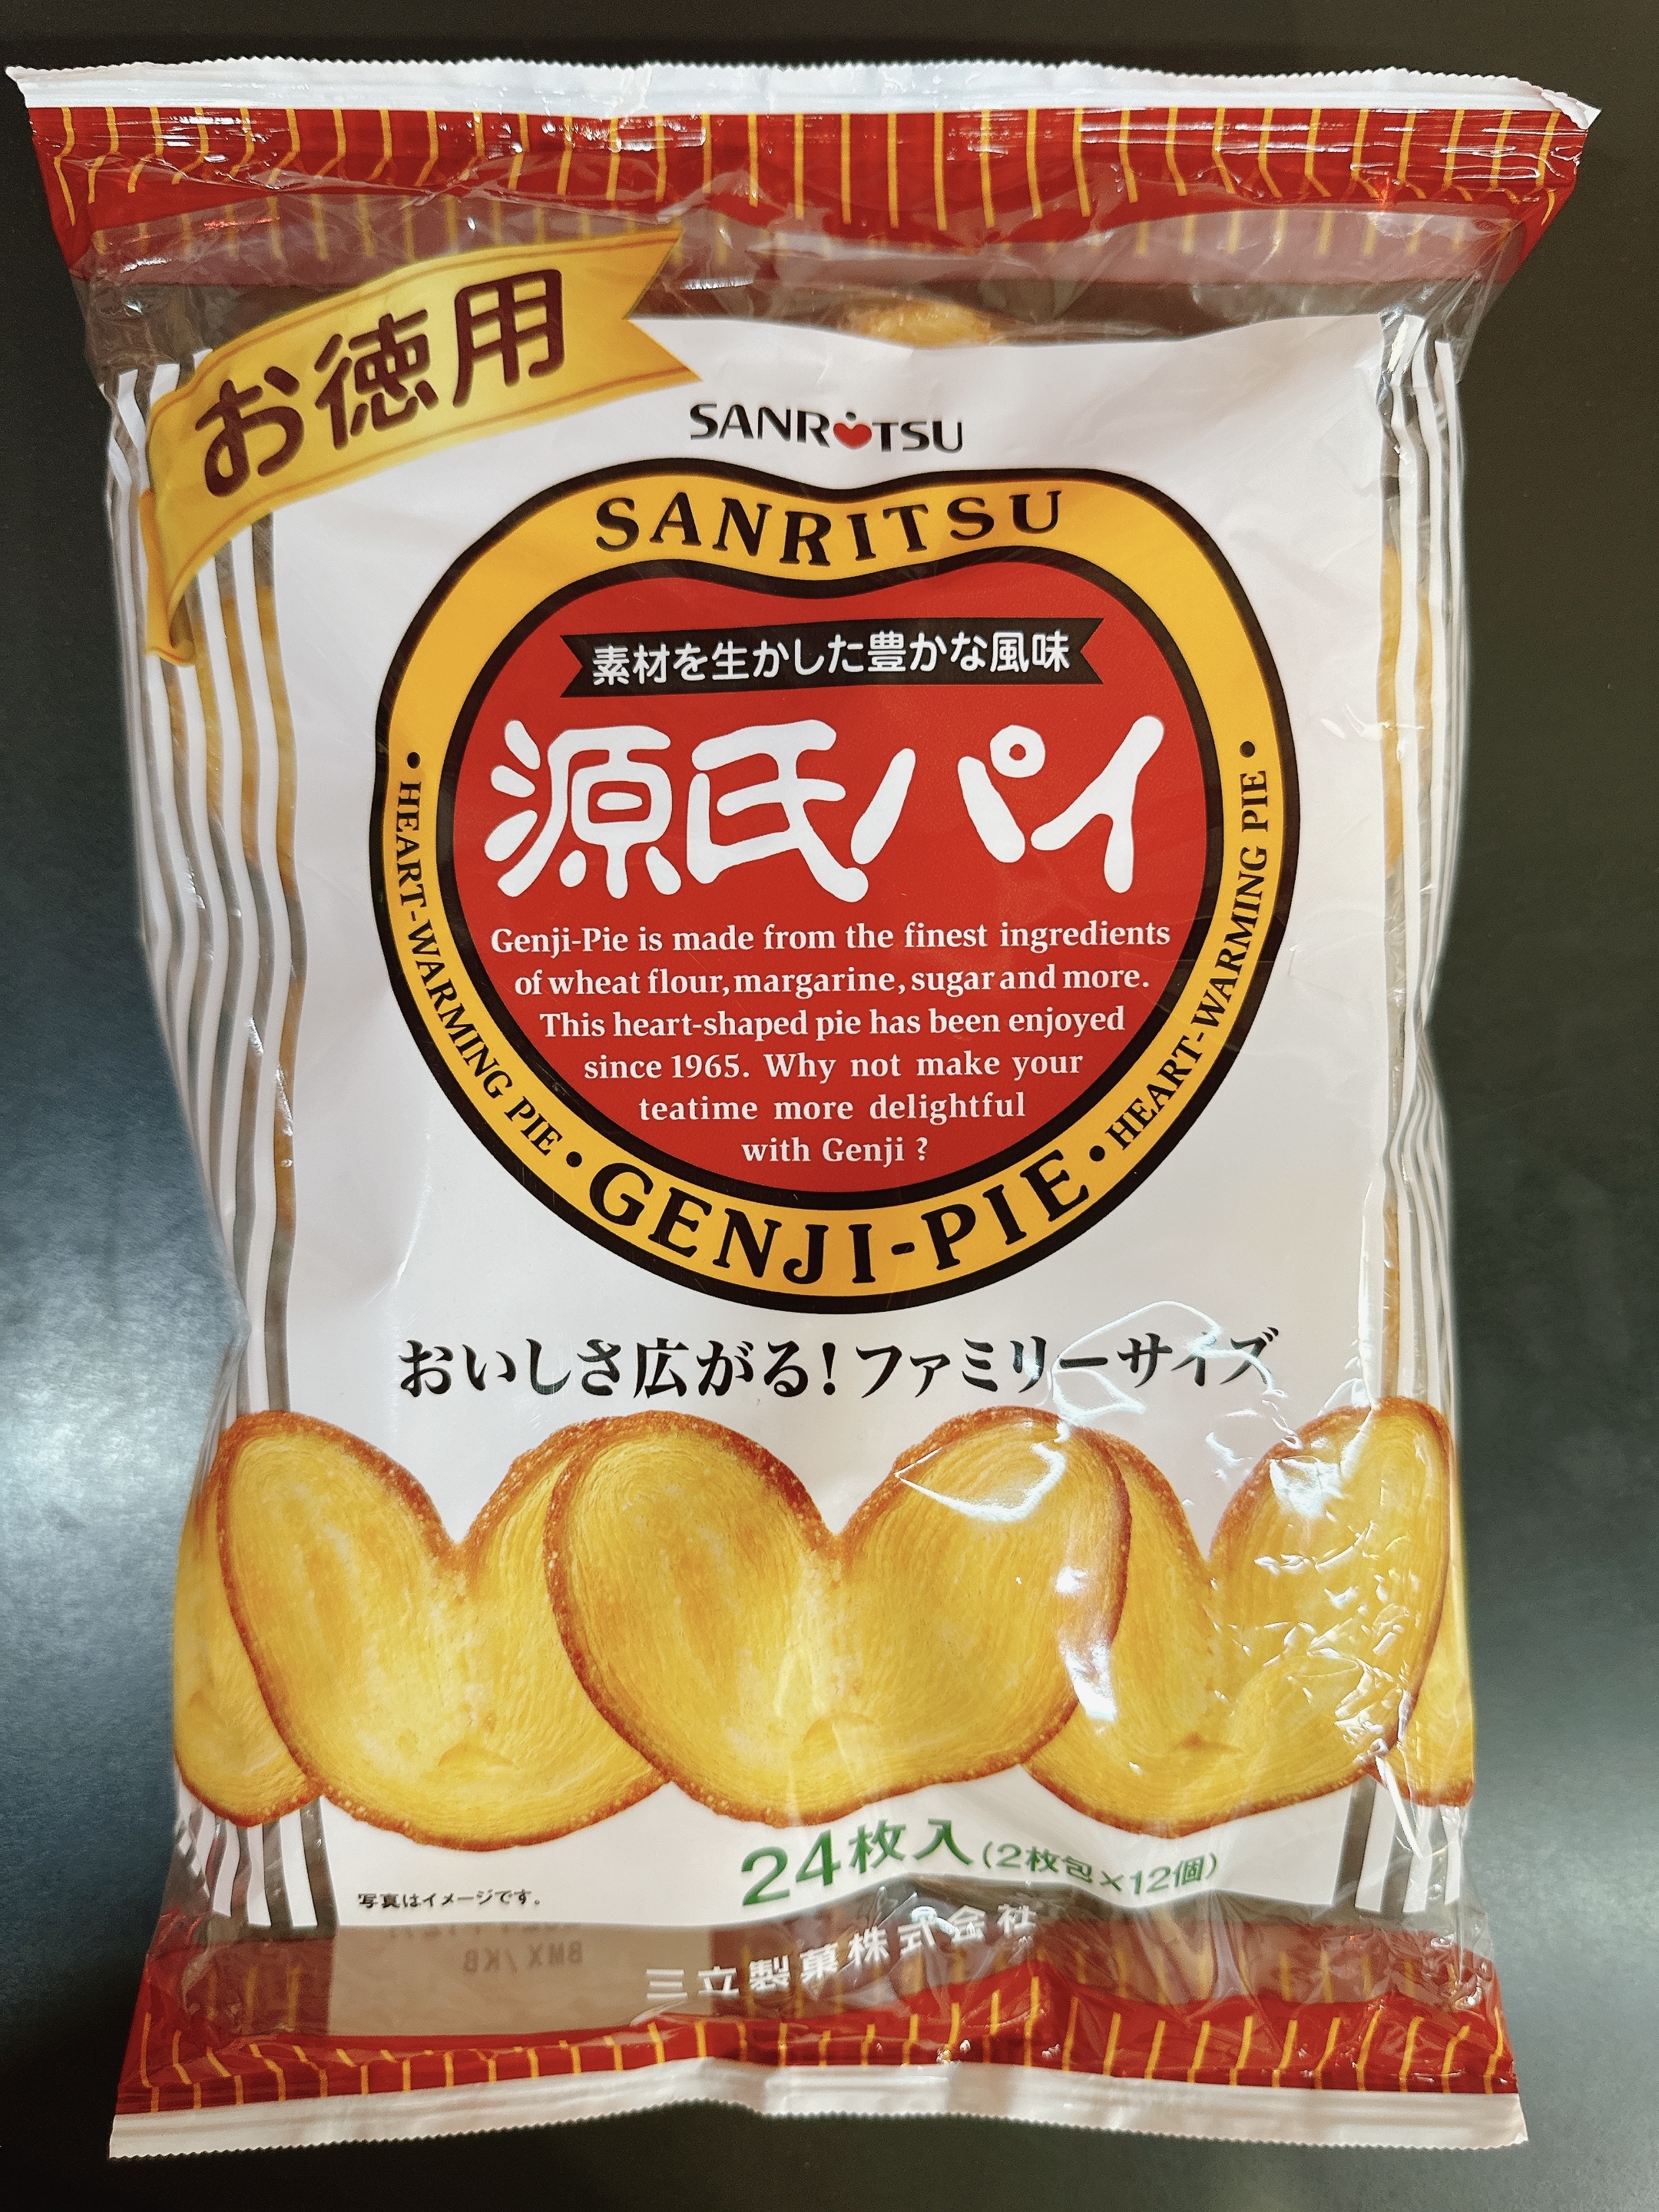 お徳用
SANRITSU
SANRITSU
素材を生かした豊かな風味
源氏パイ
Genji-Pie is made from the finest ingredients
of wheat flour, margarine, sugar and more.
This heart-shaped pie has been enjoyed
since 1965. Why not make your
teatime more delightful
with Genji ?
• HEART-WARMING PIE • GENJI-PIE • HEART-WARMING PIE •
おいしさ広がる!ファミリーサイズ
24枚入(2枚包×12個)
写真はイメージです。
三立製菓株式会社
BMX/KB